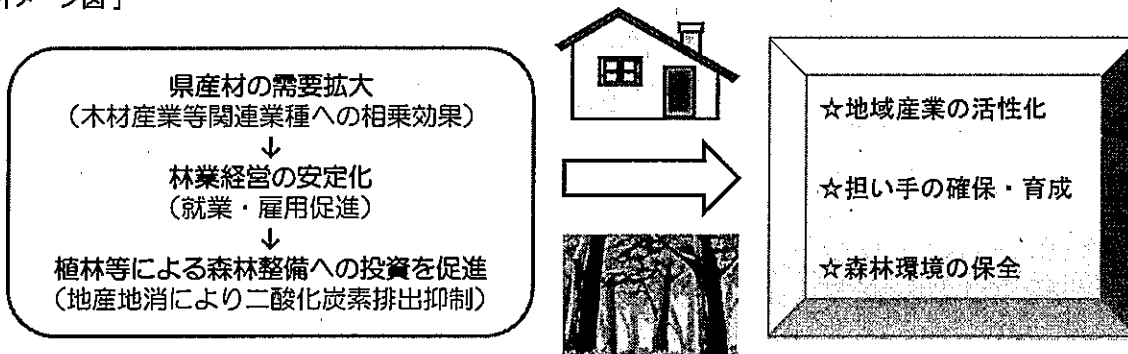 メージ図］
県産材の需要拡大
（木材産業等関連業種への相乗効果）
↓
林業経営の安定化
（就業・雇用促進）
↓
植林等による森林整備への投資を促進
（地産地消により二酸化炭素排出抑制）
☆地域産業の活性化
☆担い手の確保・育成
☆森林環境の保全